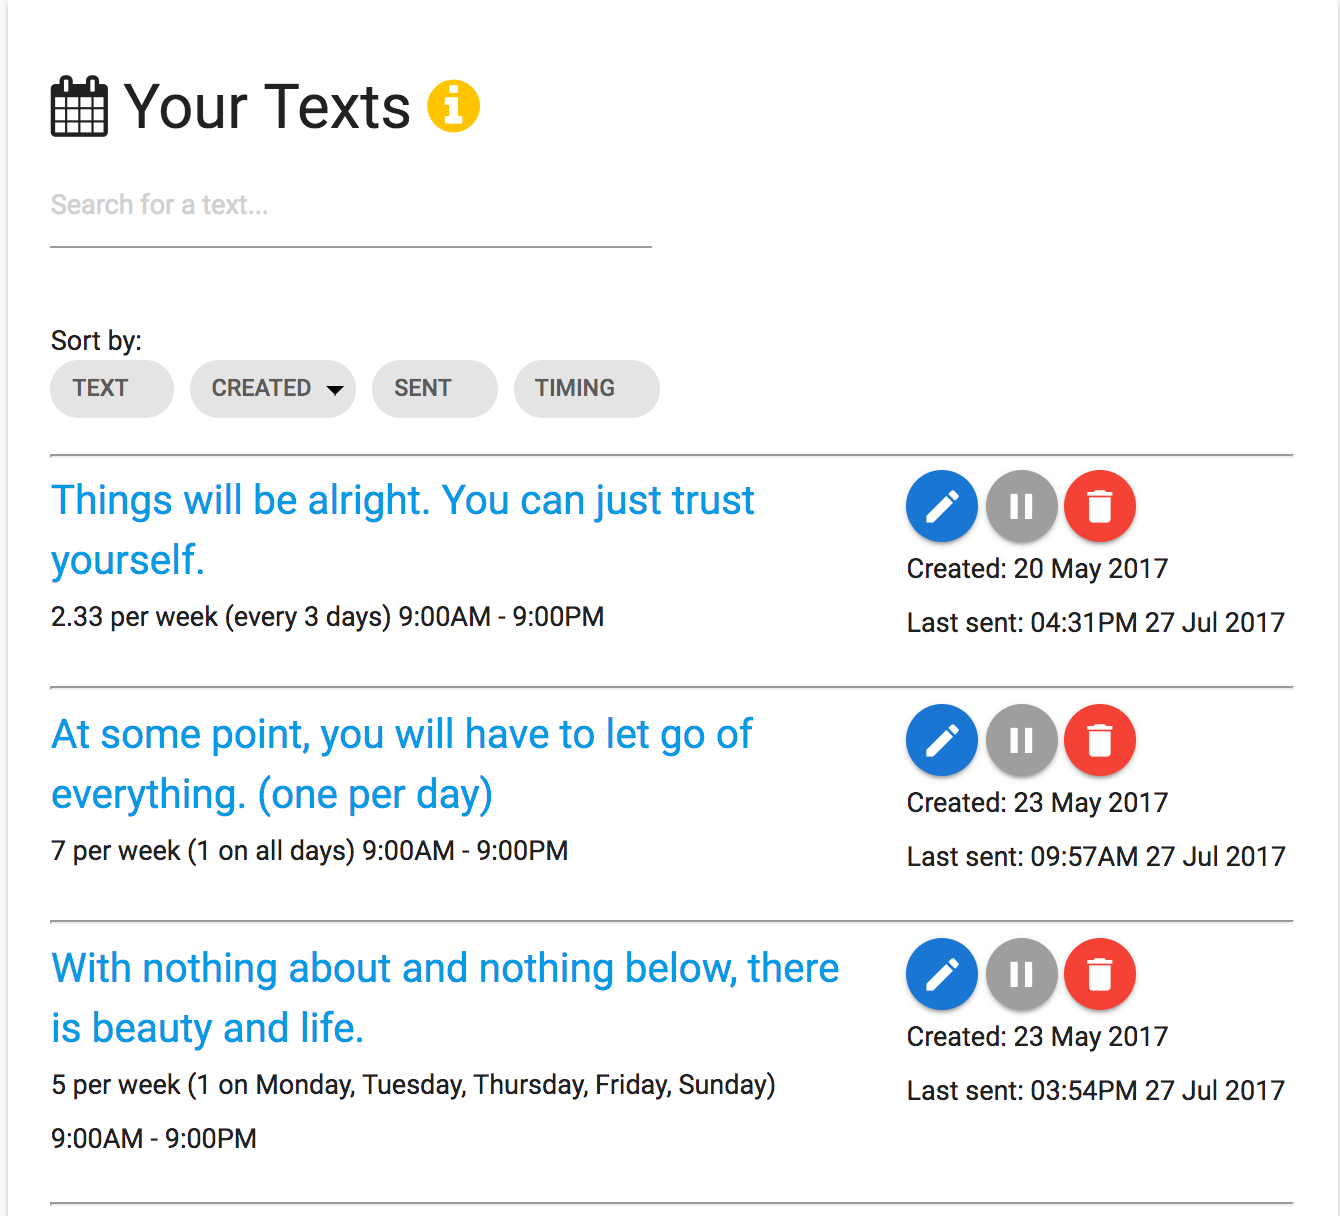 Your Texts
Search for a text...
Sort by:
TEXT CREATED SENT TIMING
Things will be alright. You can just trust
yourself.
2.33 per week (every 3 days) 9:00AM - 9:00PM
Created: 20 May 2017
Last sent: 04:31PM 27 Jul 2017
At some point, you will have to let go of
everything. (one per day)
7 per week (1 on all days) 9:00AM - 9:00PM
Created: 23 May 2017
Last sent: 09:57AM 27 Jul 2017
With nothing about and nothing below, there
is beauty and life.
5 per week (1 on Monday, Tuesday, Thursday, Friday, Sunday)
9:00AM - 9:00PM
Created: 23 May 2017
Last sent: 03:54PM 27 Jul 2017